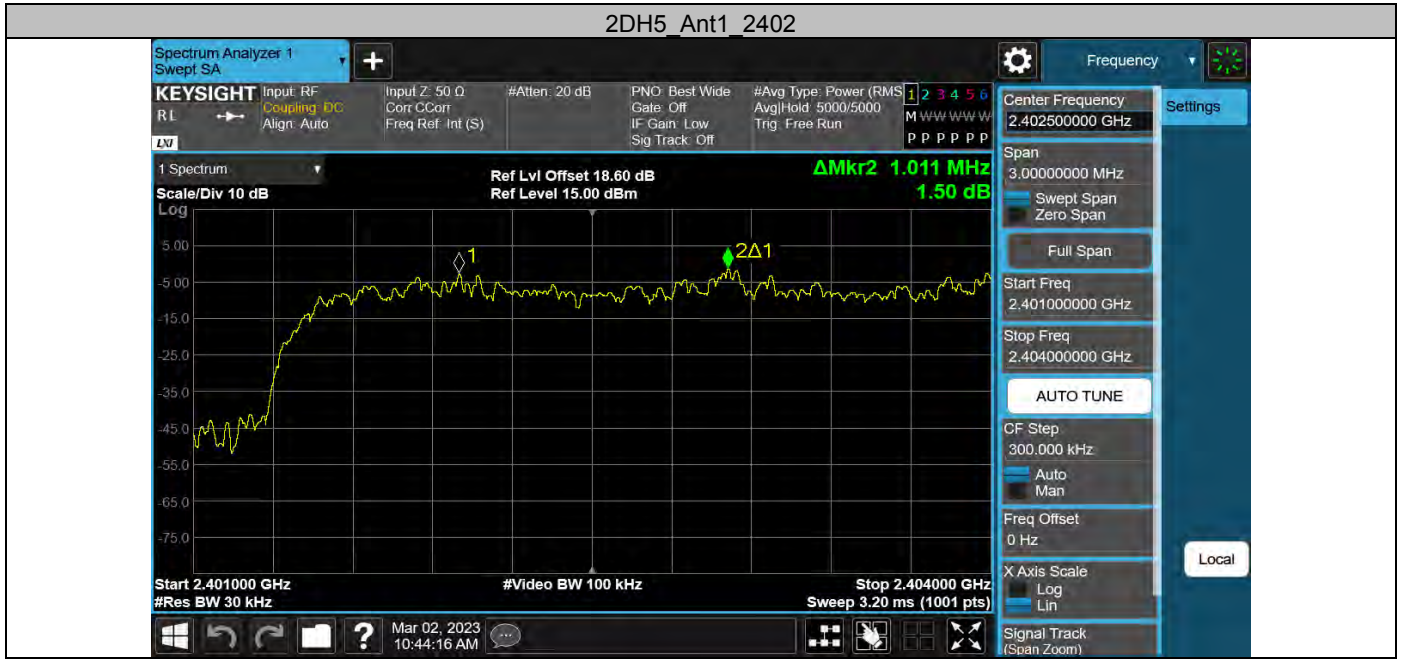 2DH5_Ant1_2402
Spectrum Analyzer 1
Swept SA
Frequency
KEYSIGHT
RL
LXI
Input: RF
Coupling: DC
Align: Auto
Input Z: 50 Ω
Corr CCorr
Freq Ref: Int (S)
#Atten: 20 dB
PNO: Best Wide
Gate: Off
IF Gain: Low
Sig Track: Off
#Avg Type: Power (RMS
Avg|Hold: 5000/5000
Trig: Free Run
1 2 3 4 5 6
M W W W W W
P P P P P P
1 Spectrum
Scale/Div 10 dB
Ref Lvl Offset 18.60 dB
Ref Level 15.00 dBm
ΔMkr2 1.011 MHz
1.50 dB
Log
5.00
-5.00
-15.0
-25.0
-35.0
-45.0
-55.0
-65.0
-75.0
1
2Δ1
Start 2.401000 GHz
#Res BW 30 kHz
#Video BW 100 kHz
Stop 2.404000 GHz
Sweep 3.20 ms (1001 pts)
Mar 02, 2023
10:44:16 AM
Center Frequency
2.402500000 GHz
Span
3.00000000 MHz
Swept Span
Zero Span
Full Span
Start Freq
2.401000000 GHz
Stop Freq
2.404000000 GHz
AUTO TUNE
CF Step
300.000 kHz
Auto
Man
Freq Offset
0 Hz
X Axis Scale
Log
Lin
Signal Track
(Span Zoom)
Settings
Local